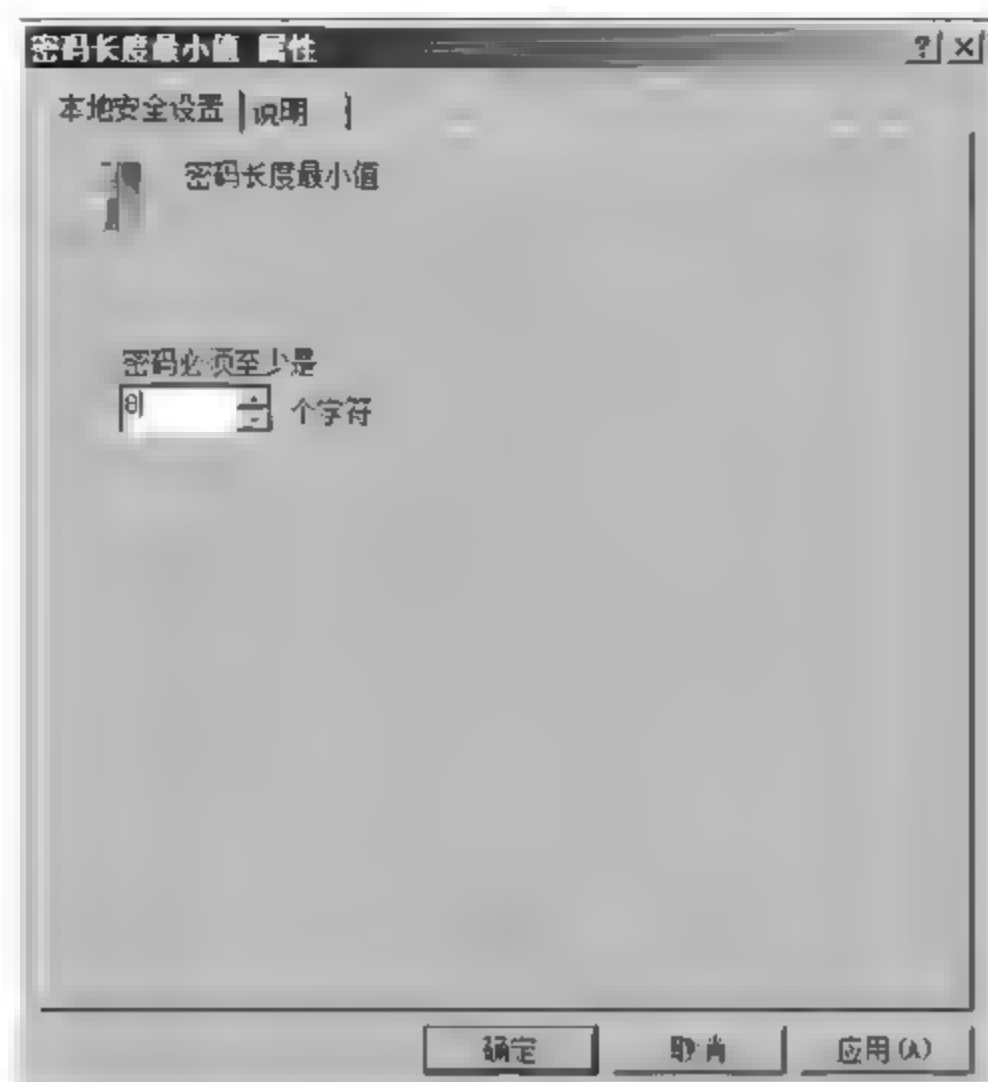 密码长度最小值 属性
本地安全设置 说明
密码长度最小值
密码必须至少是
8 个字符
确定 取消 应用(A)